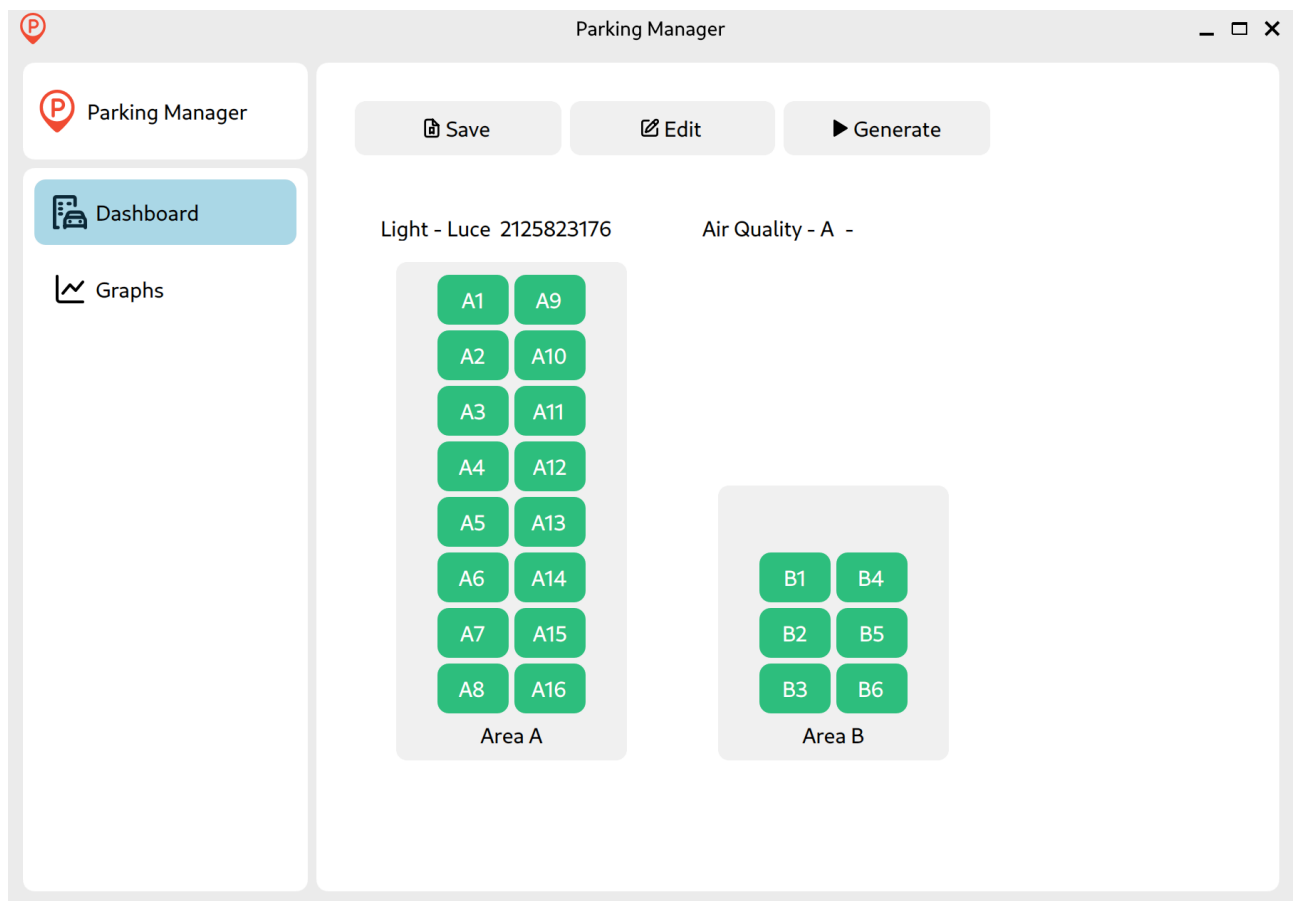 P
Parking Manager
P
Parking Manager
Save
Edit
Generate
Dashboard
Graphs
Light - Luce 2125823176
Air Quality - A -
A1 A9
A2 A10
A3 A11
A4 A12
A5 A13
A6 A14
A7 A15
A8 A16
Area A
B1 B4
B2 B5
B3 B6
Area B